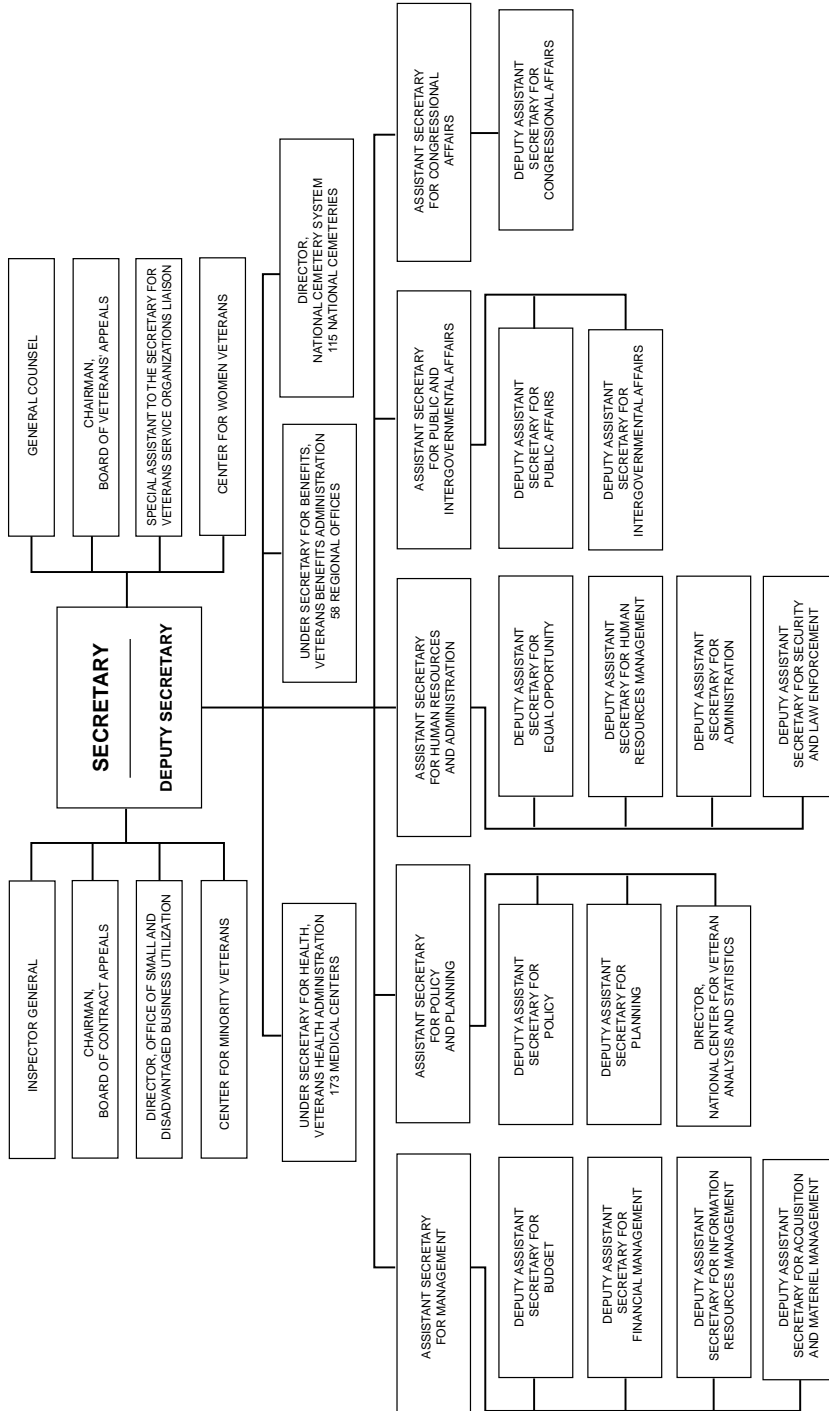 SECRETARY
DEPUTY SECRETARY
INSPECTOR GENERAL
CHAIRMAN,
BOARD OF CONTRACT APPEALS
DIRECTOR, OFFICE OF SMALL AND
DISADVANTAGED BUSINESS UTILIZATION
CENTER FOR MINORITY VETERANS
GENERAL COUNSEL
CHAIRMAN,
BOARD OF VETERANS' APPEALS
SPECIAL ASSISTANT TO THE SECRETARY FOR
VETERANS SERVICE ORGANIZATIONS LIAISON
CENTER FOR WOMEN VETERANS
UNDER SECRETARY FOR HEALTH,
VETERANS HEALTH ADMINISTRATION
173 MEDICAL CENTERS
UNDER SECRETARY FOR BENEFITS,
VETERANS BENEFITS ADMINISTRATION
58 REGIONAL OFFICES
DIRECTOR,
NATIONAL CEMETERY SYSTEM
115 NATIONAL CEMETERIES
ASSISTANT SECRETARY
FOR MANAGEMENT
DEPUTY ASSISTANT
SECRETARY FOR
BUDGET
DEPUTY ASSISTANT
SECRETARY FOR
FINANCIAL MANAGEMENT
DEPUTY ASSISTANT
SECRETARY FOR INFORMATION
RESOURCES MANAGEMENT
DEPUTY ASSISTANT
SECRETARY FOR ACQUISITION
AND MATERIEL MANAGEMENT
ASSISTANT SECRETARY
FOR POLICY
AND PLANNING
DEPUTY ASSISTANT
SECRETARY FOR
POLICY
DEPUTY ASSISTANT
SECRETARY FOR
PLANNING
DIRECTOR,
NATIONAL CENTER FOR VETERAN
ANALYSIS AND STATISTICS
ASSISTANT SECRETARY
FOR HUMAN RESOURCES
AND ADMINISTRATION
DEPUTY ASSISTANT
SECRETARY FOR
EQUAL OPPORTUNITY
DEPUTY ASSISTANT
SECRETARY FOR HUMAN
RESOURCES MANAGEMENT
DEPUTY ASSISTANT
SECRETARY FOR
ADMINISTRATION
DEPUTY ASSISTANT
SECRETARY FOR SECURITY
AND LAW ENFORCEMENT
ASSISTANT SECRETARY
FOR PUBLIC AND
INTERGOVERNMENTAL AFFAIRS
DEPUTY ASSISTANT
SECRETARY FOR
PUBLIC AFFAIRS
DEPUTY ASSISTANT
SECRETARY FOR
INTERGOVERNMENTAL AFFAIRS
ASSISTANT SECRETARY
FOR CONGRESSIONAL
AFFAIRS
DEPUTY ASSISTANT
SECRETARY FOR
CONGRESSIONAL AFFAIRS